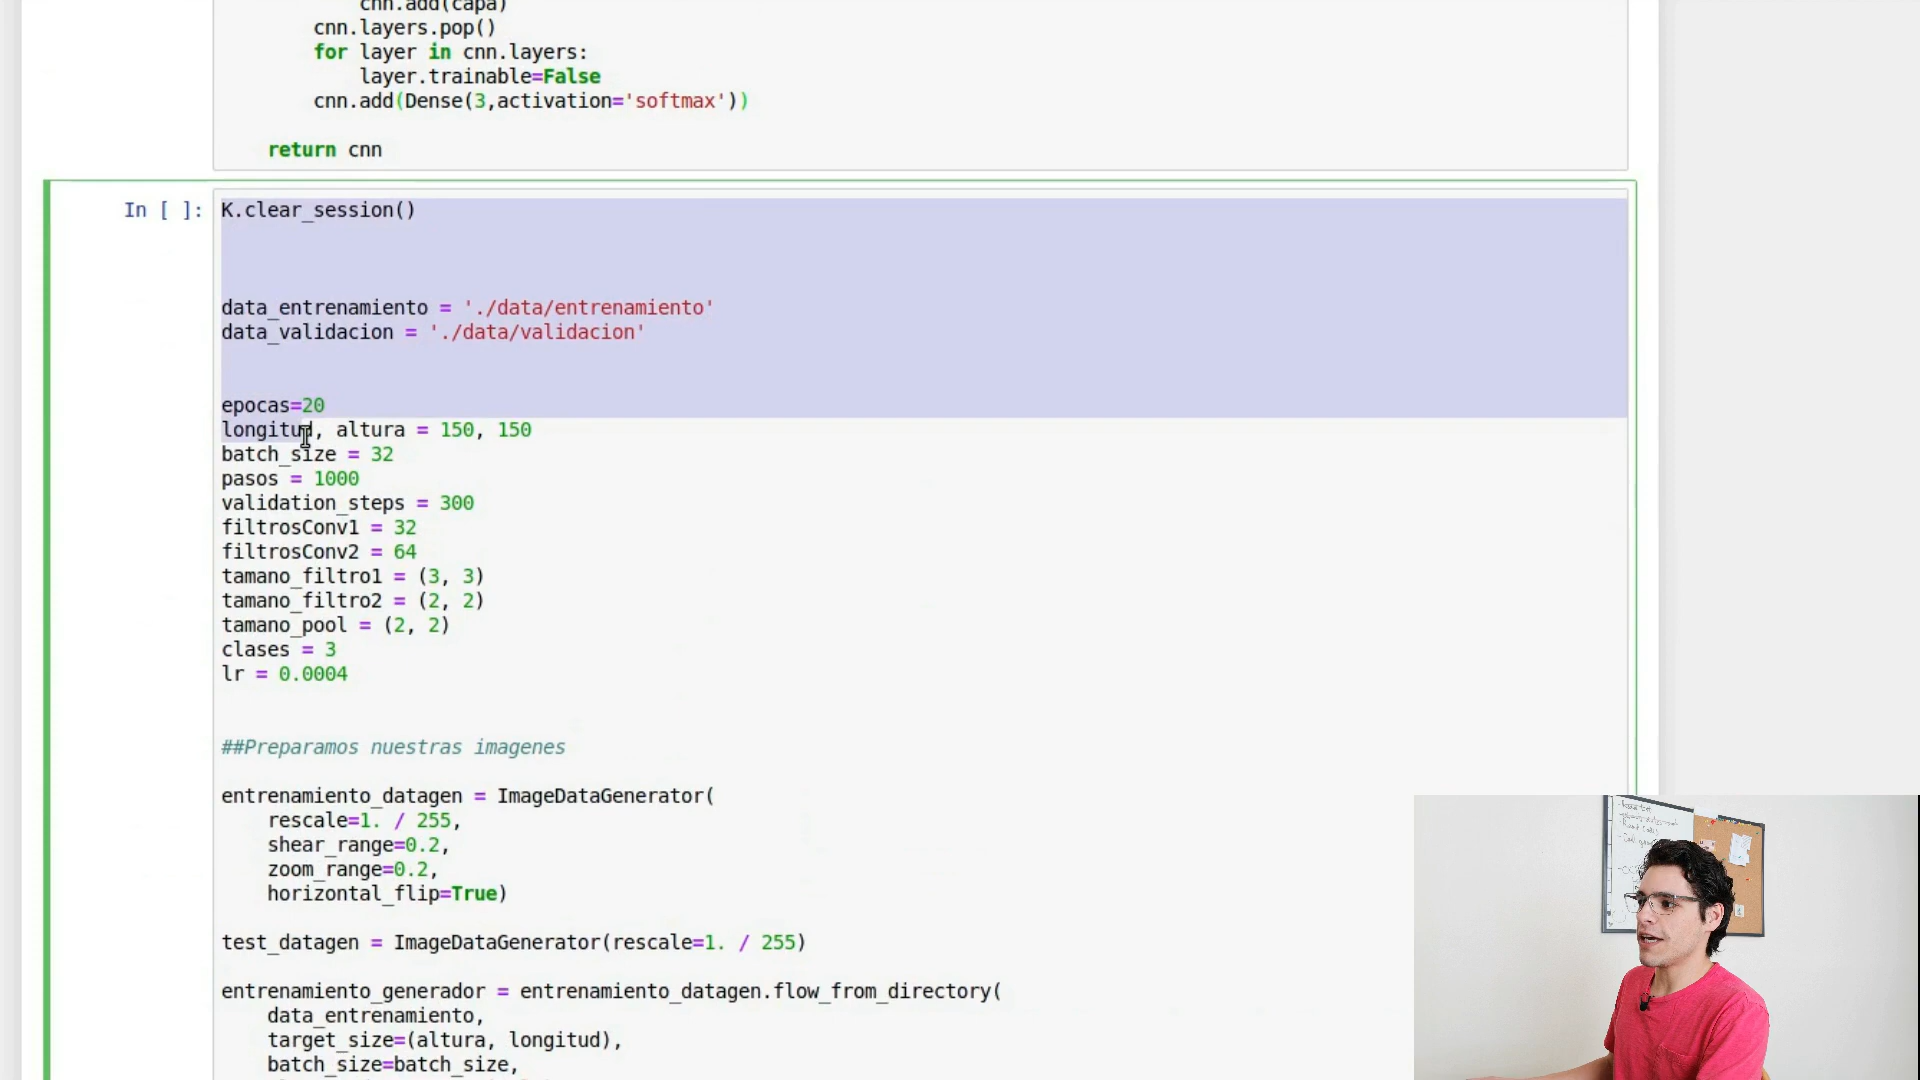 cnn.add(capa)
cnn.layers.pop()
for layer in cnn.layers:
layer.trainable=False
cnn.add(Dense(3,activation='softmax'))
return cnn
In [ ]: K.clear_session()
data_entrenamiento = './data/entrenamiento'
data_validacion = './data/validacion'
epocas=20
longitud, altura = 150, 150
batch_size = 32
pasos = 1000
validation_steps = 300
filtrosConv1 = 32
filtrosConv2 = 64
tamano_filtro1 = (3, 3)
tamano_filtro2 = (2, 2)
tamano_pool = (2, 2)
clases = 3
lr = 0.0004
##Preparamos nuestras imagenes
entrenamiento_datagen = ImageDataGenerator(
rescale=1. / 255,
shear_range=0.2,
zoom_range=0.2,
horizontal_flip=True)
test_datagen = ImageDataGenerator(rescale=1. / 255)
entrenamiento_generador = entrenamiento_datagen.flow_from_directory(
data_entrenamiento,
target_size=(altura, longitud),
batch_size=batch_size,